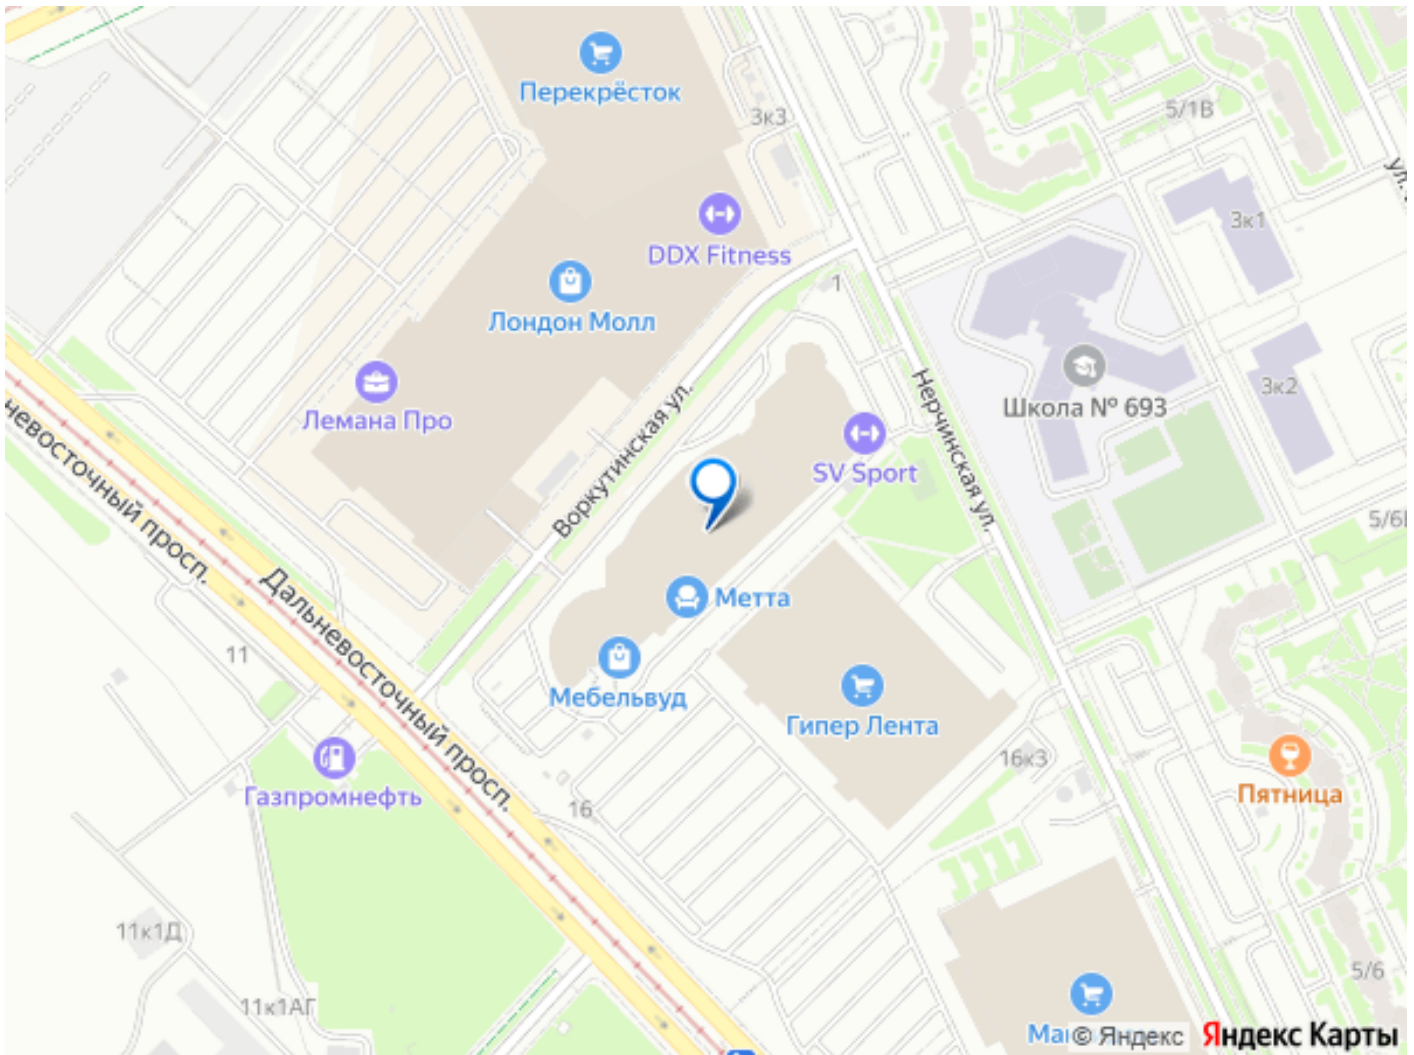 Перекрёсток
3к3
5/1В
DDX Fitness
3к1
1
Лондон Молл
Лемана Про
Школа № 693
3к2
Нерчинская ул.
Воркутинская ул.
SV Sport
невосточный просп.
Дальневосточный просп.
Метта
11
Мебельвуд
Гипер Лента
16к3
Газпромнефть
16
Пятница
11к1Д
5/6
11к1АГ
© Яндекс
Яндекс Карты